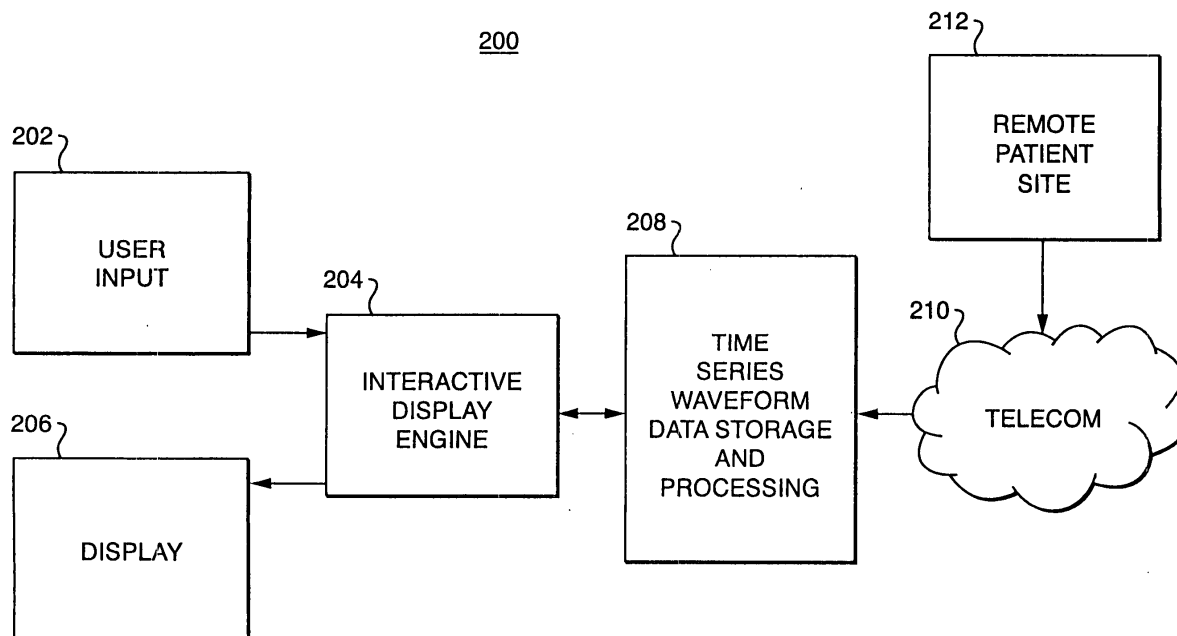 200
212
REMOTE
PATIENT
SITE
202
USER
INPUT
208
TIME
SERIES
WAVEFORM
DATA STORAGE
AND
PROCESSING
204
INTERACTIVE
DISPLAY
ENGINE
210
TELECOM
206
DISPLAY